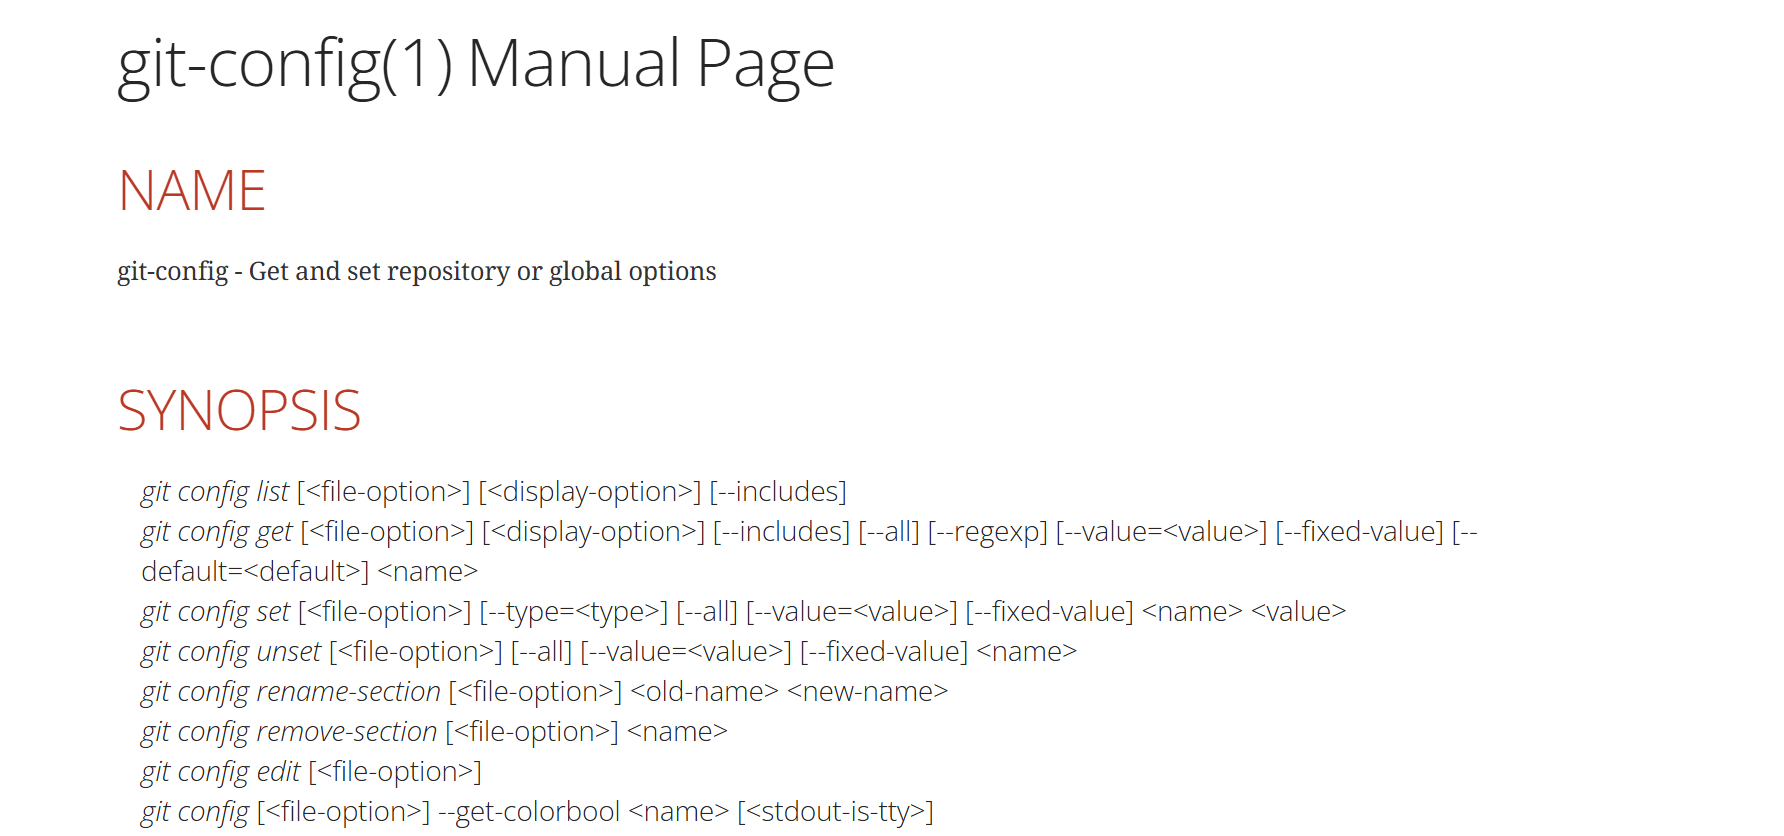 git-config(1) Manual Page
NAME
git-config - Get and set repository or global options
SYNOPSIS
git config list [<file-option>] [<display-option>] [--includes]
git config get [<file-option>] [<display-option>] [--includes] [--all] [--regexp] [--value=<value>] [--fixed-value] [--
default=<default>] <name>
git config set [<file-option>] [--type=<type>] [--all] [--value=<value>] [--fixed-value] <name> <value>
git config unset [<file-option>] [--all] [--value=<value>] [--fixed-value] <name>
git config rename-section [<file-option>] <old-name> <new-name>
git config remove-section [<file-option>] <name>
git config edit [<file-option>]
git config [<file-option>] --get-colorbool <name> [<stdout-is-tty>]